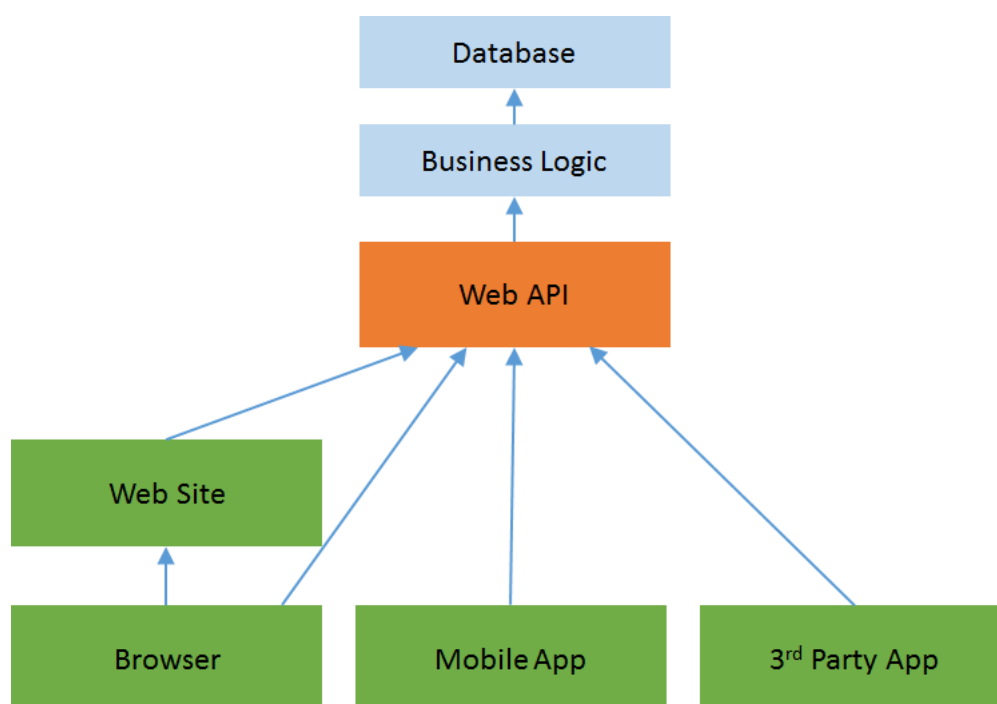 Database
Business Logic
Web API
Web Site
Browser
Mobile App
3rd Party App